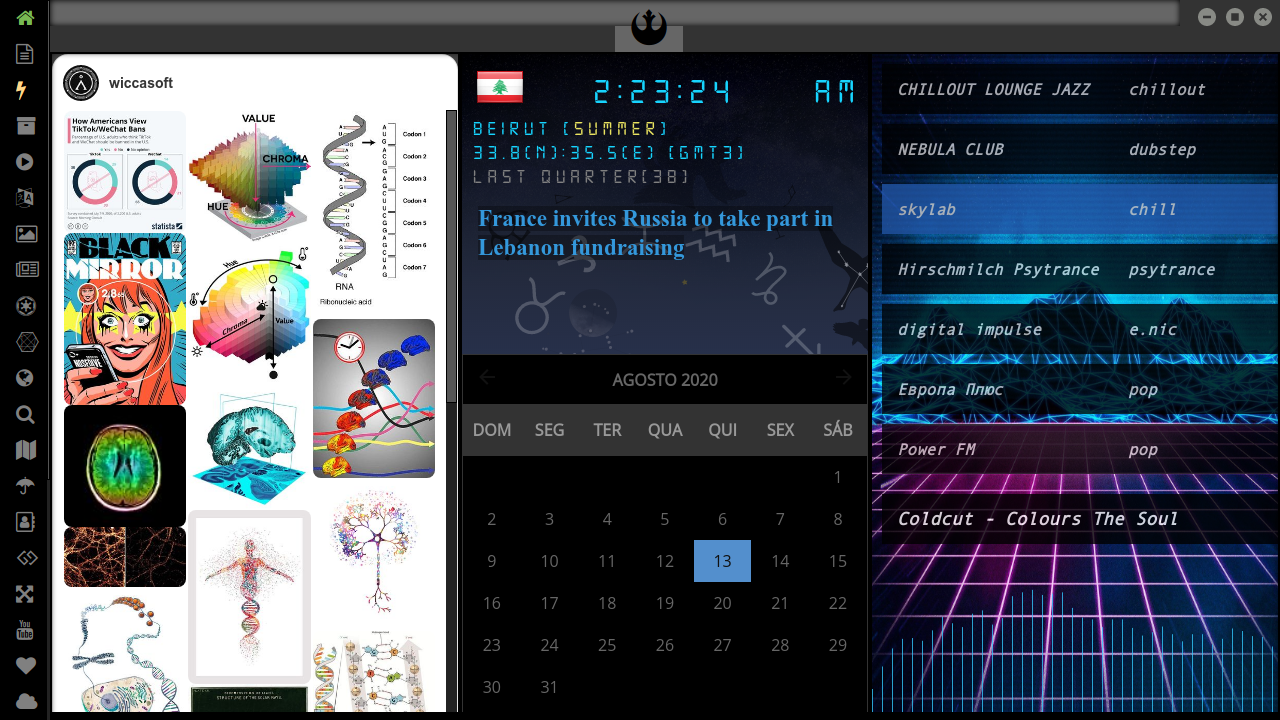 wiccasoft
How Americans View
TikTok/WeChat Bans
TikTok
WeChat
statista
VALUE
CHROMA
HUE
Codon 1
Codon 2
Codon 3
Codon 4
Codon 5
Codon 6
Codon 7
RNA
Ribonucleic acid
BLACK
MIRROR
NOSEDIVE
Hue
Chroma
Value
You
Tube
2:23:24 AM
BEIRUT (SUMMER)
33.8(N):35.5(E) (GMT3)
LAST QUARTER(38)
France invites Russia to take part in
Lebanon fundraising
AGOSTO 2020
DOM SEG TER QUA QUI SEX SÁB
1
2 3 4 5 6 7 8
9 10 11 12 13 14 15
16 17 18 19 20 21 22
23 24 25 26 27 28 29
30 31
CHILLOUT LOUNGE JAZZ chillout
NEBULA CLUB dubstep
skylab chill
Hirschmilch Psytrance psytrance
digital impulse e.nic
Европа Плюс pop
Power FM pop
Coldcut - Colours The Soul